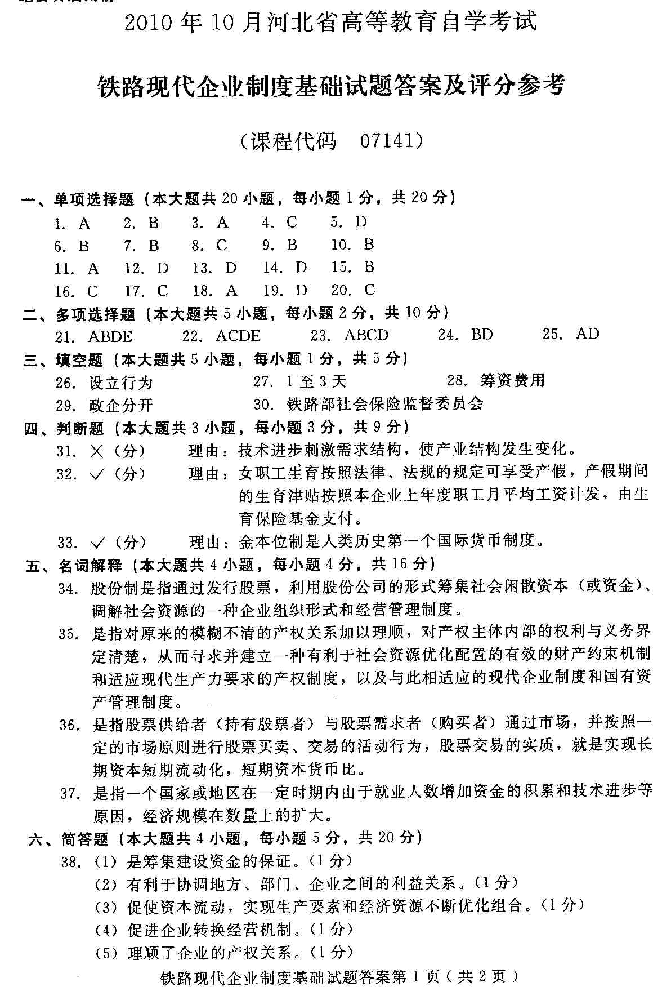 2010 年 10 月河北省高等教育自学考试
铁路现代企业制度基础试题答案及评分参考
（课程代码 07141）
一、单项选择题（本大题共 20 小题，每小题 1 分，共 20 分）
1. A 2. B 3. A 4. C 5. D
6. B 7. B 8. C 9. B 10. B
11. A 12. D 13. D 14. D 15. B
16. C 17. C 18. A 19. D 20. C
二、多项选择题（本大题共 5 小题，每小题 2 分，共 10 分）
21. ABDE 22. ACDE 23. ABCD 24. BD 25. AD
三、填空题（本大题共 5 小题，每小题 1 分，共 5 分）
26. 设立行为 27. 1 至 3 天 28. 筹资费用
29. 政企分开 30. 铁路部社会保险监督委员会
四、判断题（本大题共 3 小题，每小题 3 分，共 9 分）
31. ×（分） 理由：技术进步刺激需求结构，使产业结构发生变化。
32. √（分） 理由：女职工生育按照法律、法规的规定可享受产假，产假期间
的生育津贴按照本企业上年度职工月平均工资计发，由生
育保险基金支付。
33. √（分） 理由：金本位制是人类历史第一个国际货币制度。
五、名词解释（本大题共 4 小题，每小题 4 分，共 16 分）
34. 股份制是指通过发行股票，利用股份公司的形式筹集社会闲散资本（或资金）、
调解社会资源的一种企业组织形式和经营管理制度。
35. 是指对原来的模糊不清的产权关系加以理顺，对产权主体内部的权利与义务界
定清楚，从而寻求并建立一种有利于社会资源优化配置的有效的财产约束机制
和适应现代生产力要求的产权制度，以及与此相适应的现代企业制度和国有资
产管理制度。
36. 是指股票供给者（持有股票者）与股票需求者（购买者）通过市场，并按照一
定的市场原则进行股票买卖、交易的活动行为，股票交易的实质，就是实现长
期资本短期流动化，短期资本货币比。
37. 是指一个国家或地区在一定时期内由于就业人数增加资金的积累和技术进步等
原因，经济规模在数量上的扩大。
六、简答题（本大题共 4 小题，每小题 5 分，共 20 分）
38.（1）是筹集建设资金的保证。（1 分）
（2）有利于协调地方、部门、企业之间的利益关系。（1 分）
（3）促使资本流动，实现生产要素和经济资源不断优化组合。（1 分）
（4）促进企业转换经营机制。（1 分）
（5）理顺了企业的产权关系。（1 分）
铁路现代企业制度基础试题答案第 1 页（共 2 页）